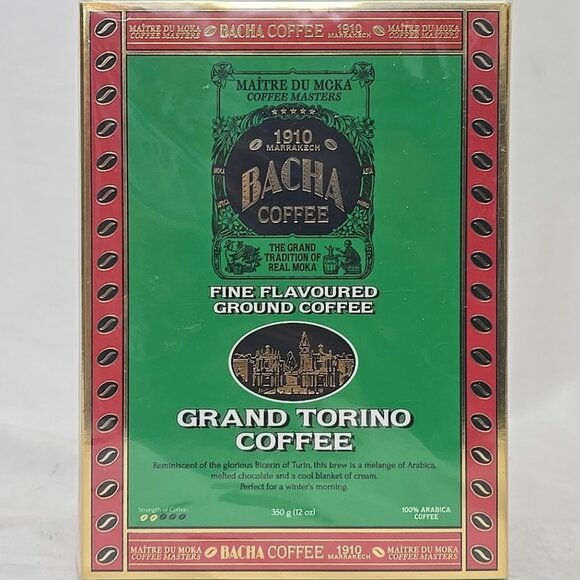 MAÎTRE DU MOKA
COFFEE MASTERS
BACHA COFFEE
1910
MARRAKECH
MAÎTRE DU MOKA
COFFEE MASTERS
MAÎTRE DU MOKA
COFFEE MASTERS
1910
MARRAKECH
BACHA
COFFEE
MOKA
ASIA
AFRICA
THE GRAND
TRADITION OF
REAL MOKA
FINE FLAVOURED
GROUND COFFEE
GRAND TORINO
COFFEE
Reminiscent of the glorious Bicerin of Turin, this brew is a melange of Arabica,
melted chocolate and a cool blanket of cream.
Perfect for a winter's morning.
Strength of Coffee:
350 g (12 oz)
100% ARABICA
COFFEE
MAÎTRE DU MOKA
COFFEE MASTERS
BACHA COFFEE
1910
MARRAKECH
MAÎTRE DU MOKA
COFFEE MASTERS